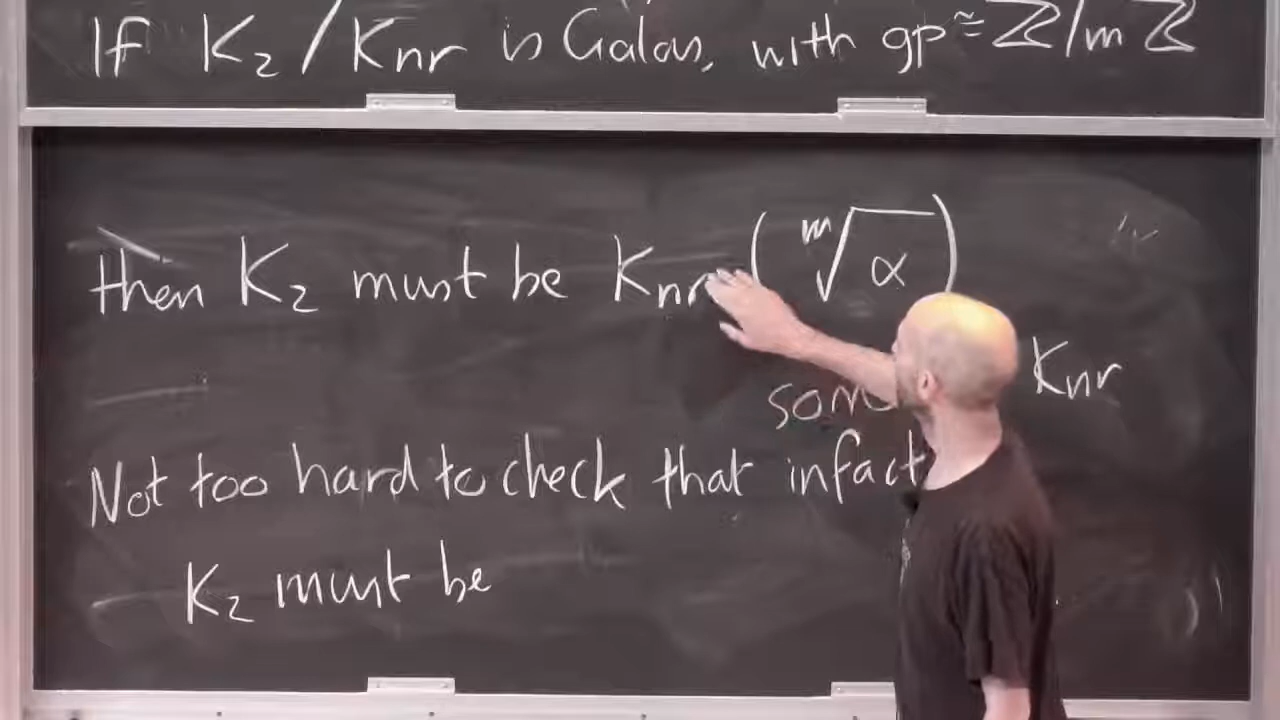 If K₂/Knr is Galois, with gp ≅ ℤ/mℤ
then K₂ must be Knr (ᵐ√α)
Knr
Not too hard to check that infact
K₂ must be